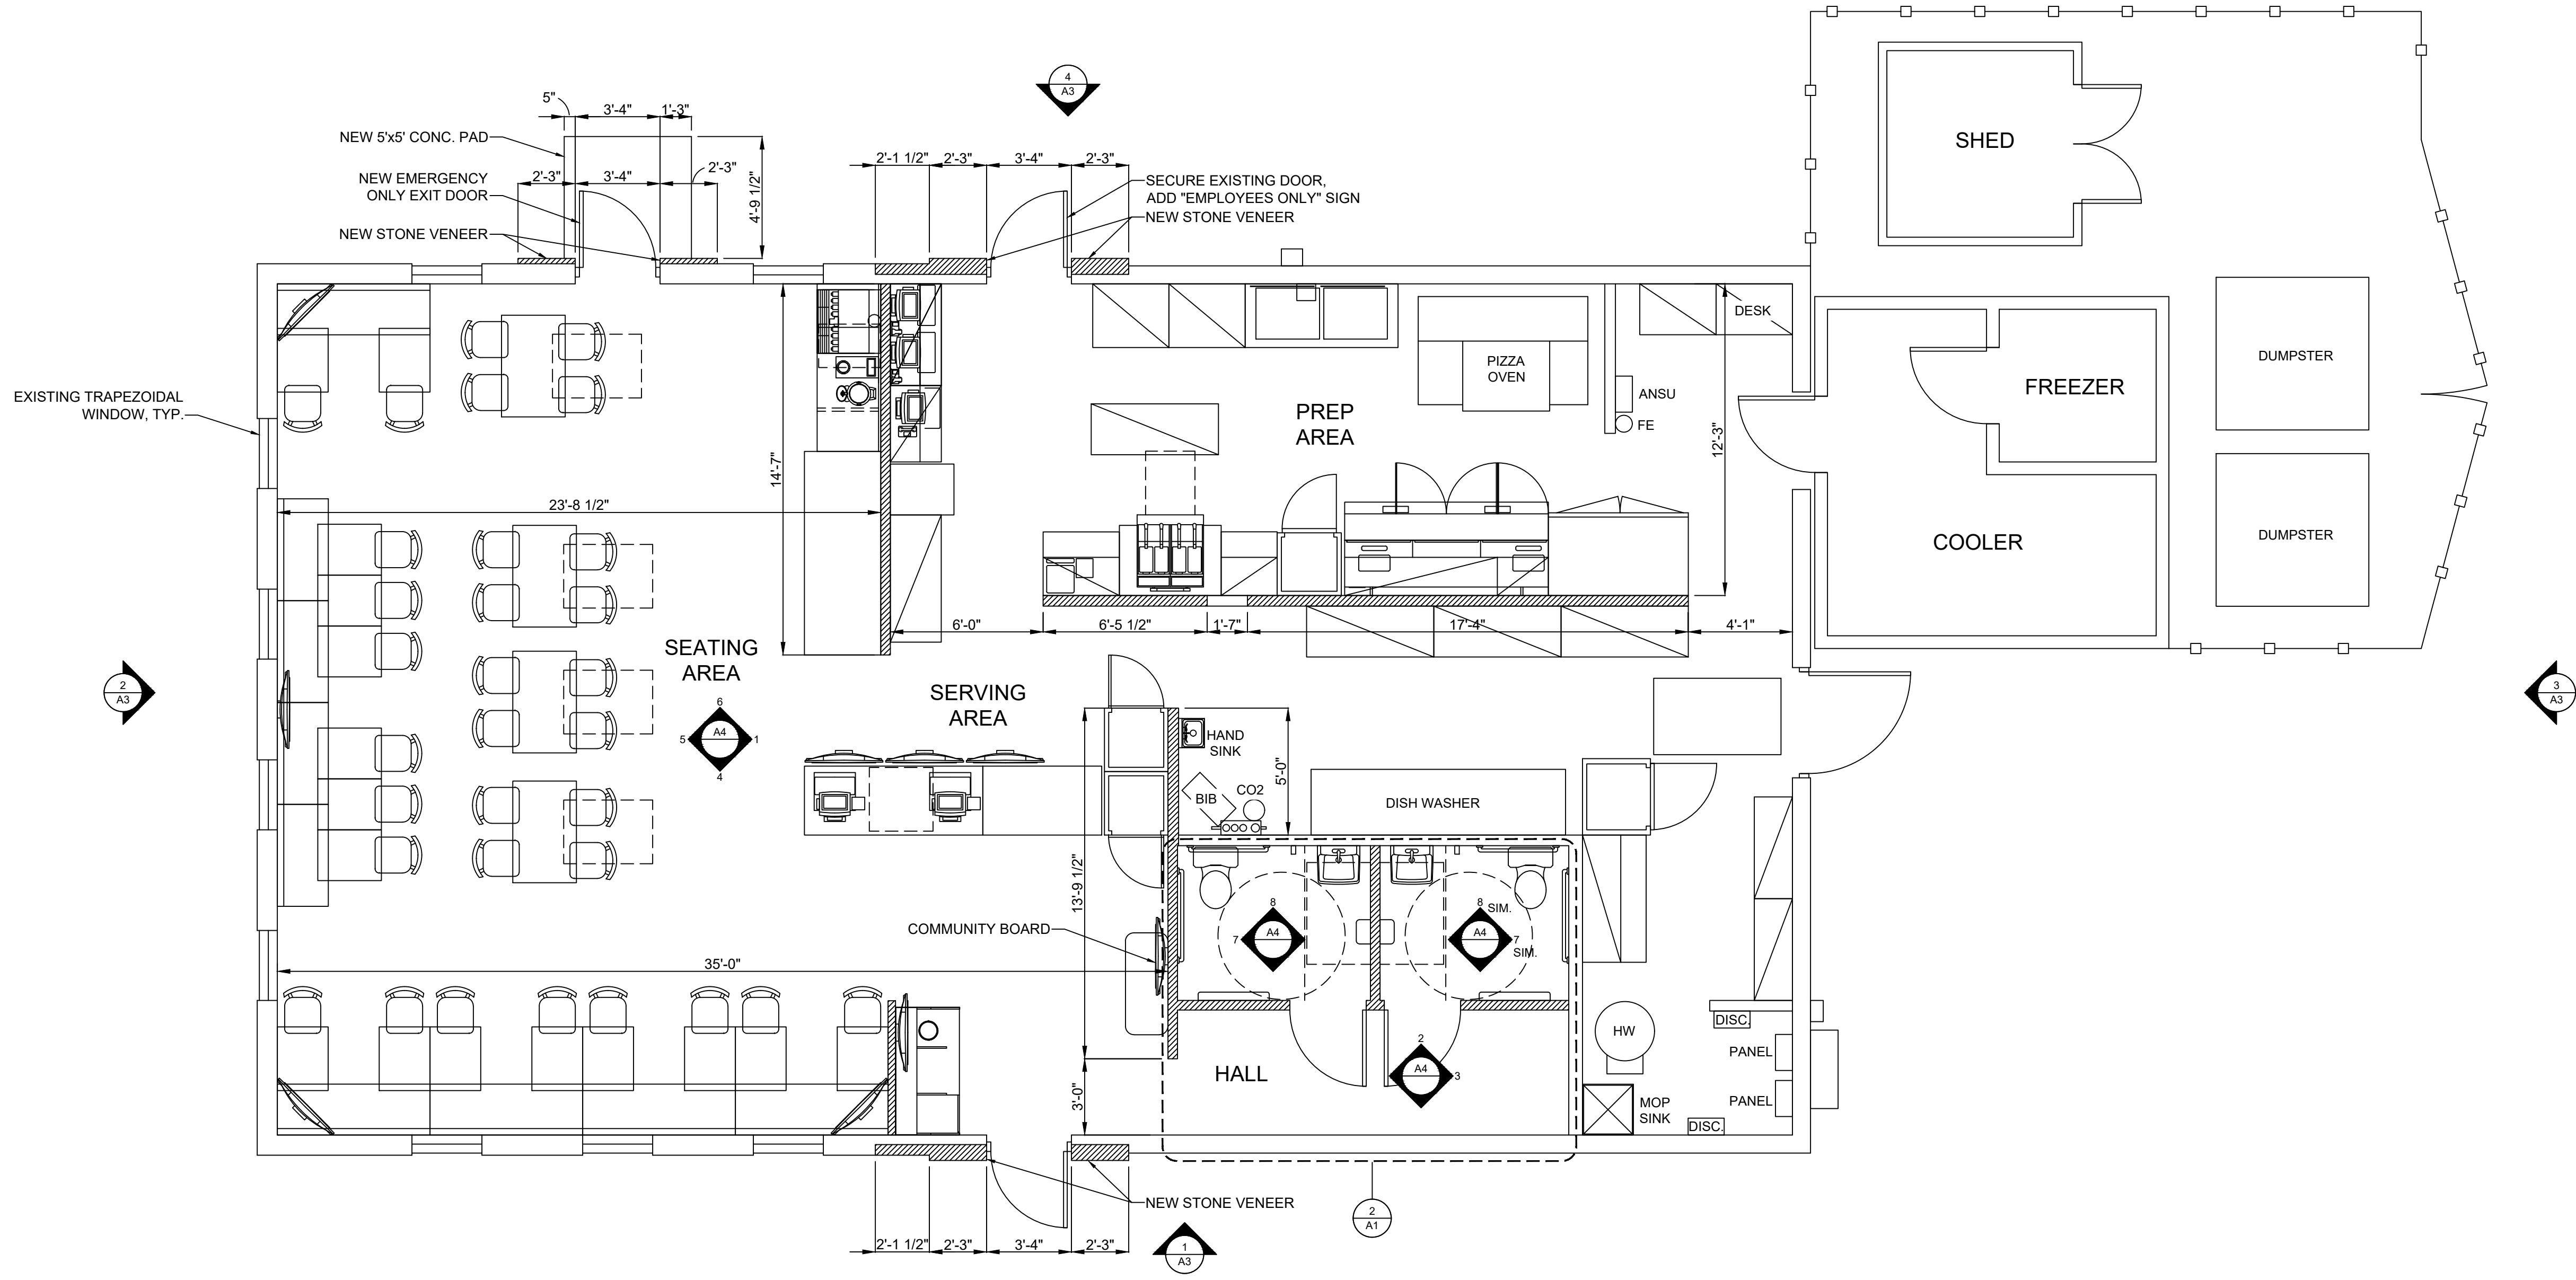 4
A3
5"
3'-4"
1'-3"
NEW 5'x5' CONC. PAD
2'-1 1/2"
2'-3"
3'-4"
2'-3"
SHED
NEW EMERGENCY
ONLY EXIT DOOR
2'-3"
3'-4"
2'-3"
4'-9 1/2"
SECURE EXISTING DOOR,
ADD "EMPLOYEES ONLY" SIGN
NEW STONE VENEER
NEW STONE VENEER
DESK
PIZZA
OVEN
DUMPSTER
EXISTING TRAPEZOIDAL
WINDOW, TYP.
PREP
AREA
ANSU
FE
FREEZER
14'-7"
12'-3"
23'-8 1/2"
COOLER
DUMPSTER
6'-0"
6'-5 1/2"
1'-7"
17'-4"
4'-1"
SEATING
AREA
SERVING
AREA
2
A3
6
5
A4
1
4
3
A3
HAND
SINK
5'-0"
BIB
CO2
DISH WASHER
13'-9 1/2"
COMMUNITY BOARD
8
7
A4
8
SIM.
A4
7
SIM.
35'-0"
HW
DISC.
PANEL
HALL
2
A4
3
3'-0"
PANEL
MOP
SINK
DISC.
NEW STONE VENEER
2
A1
2'-1 1/2"
2'-3"
3'-4"
2'-3"
1
A3